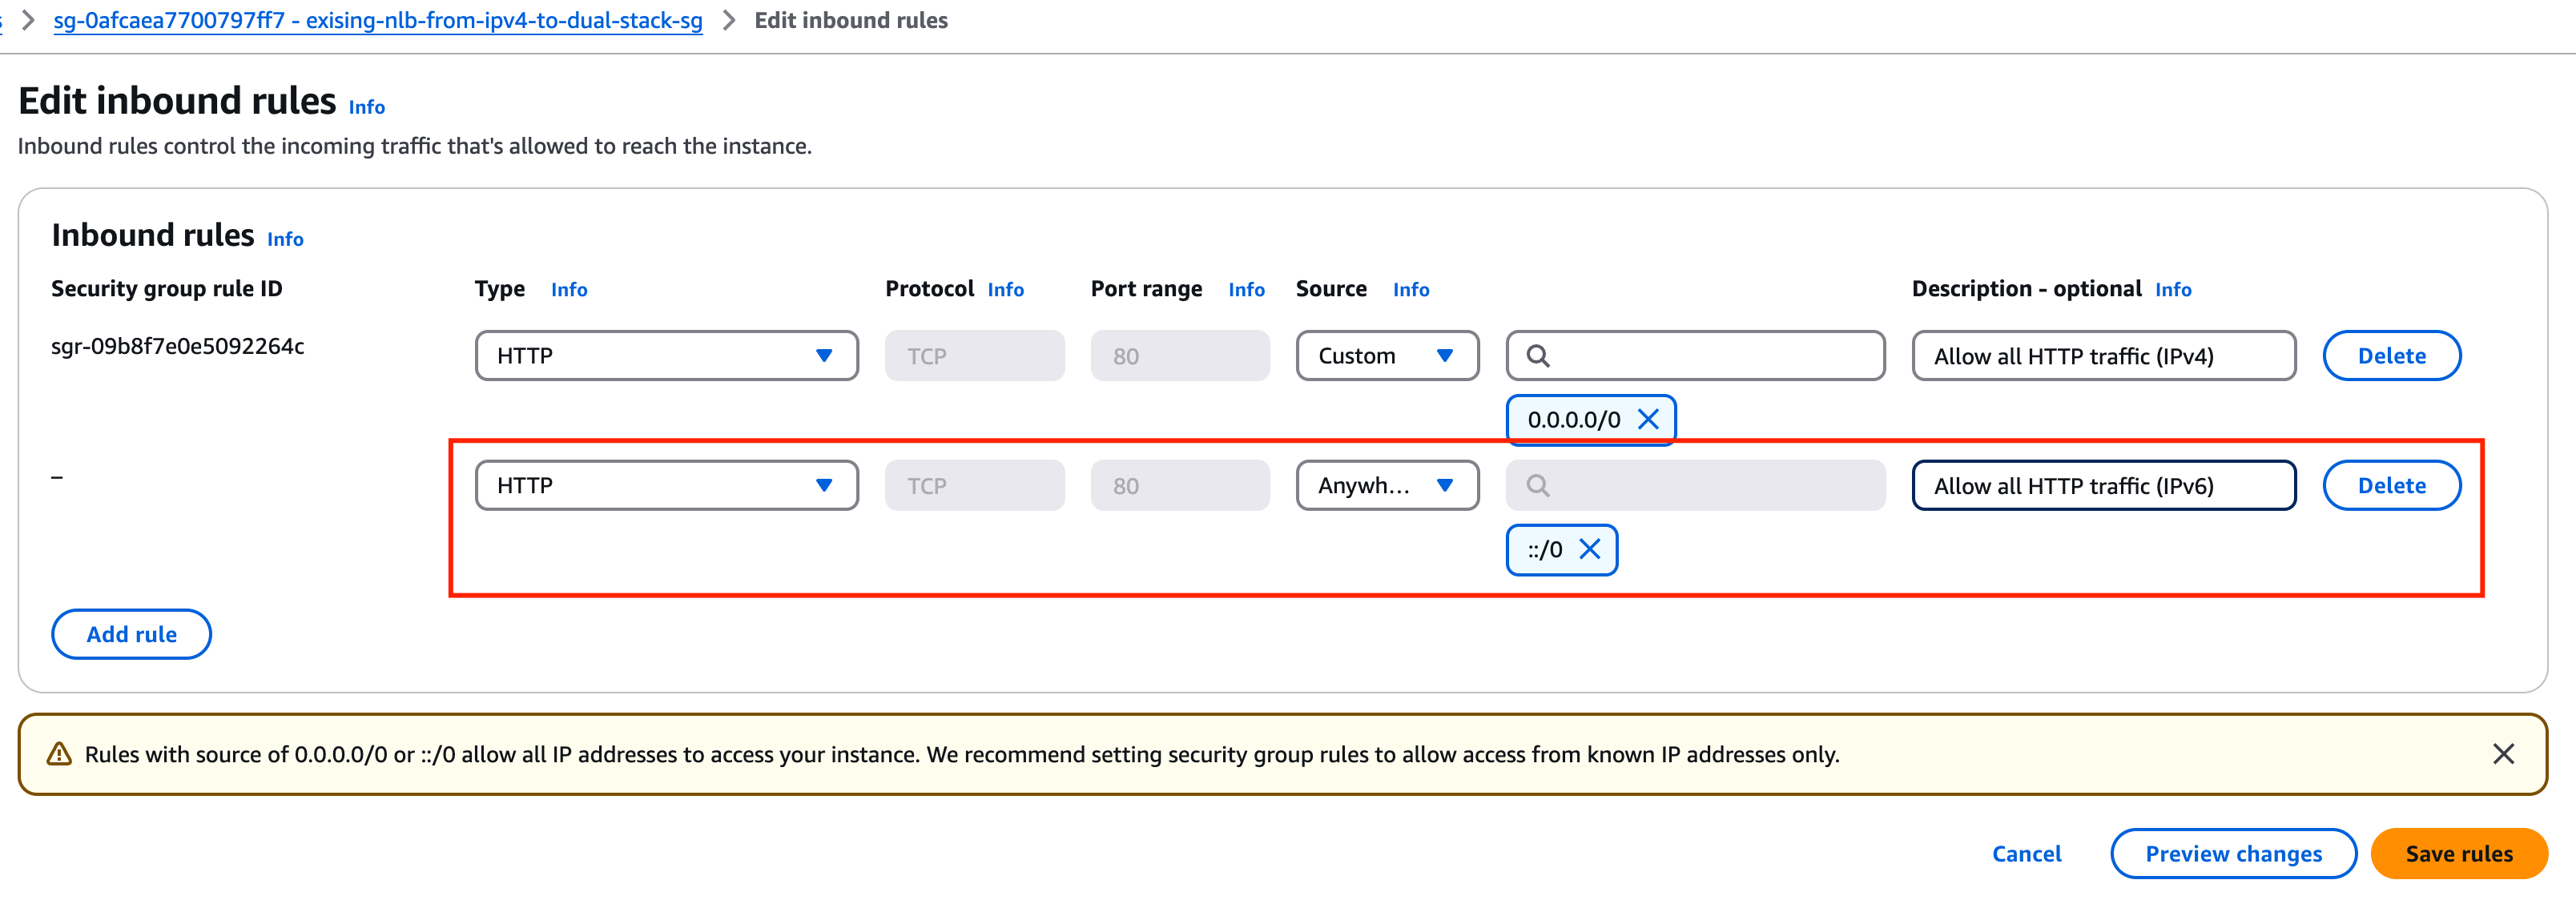 sg-0afcaea7700797ff7 - exising-nlb-from-ipv4-to-dual-stack-sg > Edit inbound rules
Edit inbound rules Info
Inbound rules control the incoming traffic that's allowed to reach the instance.
Inbound rules Info
Security group rule ID Type Info Protocol Info Port range Info Source Info Description - optional Info
sgr-09b8f7e0e5092264c HTTP TCP 80 Custom Allow all HTTP traffic (IPv4) Delete
0.0.0.0/0
– HTTP TCP 80 Anywh... Allow all HTTP traffic (IPv6) Delete
::/0
Add rule
Rules with source of 0.0.0.0/0 or ::/0 allow all IP addresses to access your instance. We recommend setting security group rules to allow access from known IP addresses only.
Cancel Preview changes Save rules